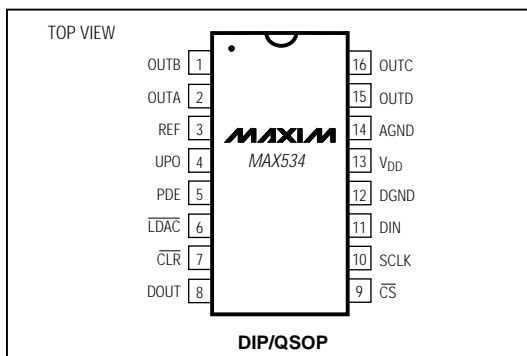 TOP VIEW
OUTB 1
OUTA 2
REF 3
UPO 4
PDE 5
LDAC 6
CLR 7
DOUT 8
MAXIM
MAX534
16 OUTC
15 OUTD
14 AGND
13 VDD
12 DGND
11 DIN
10 SCLK
9 CS
DIP/QSOP